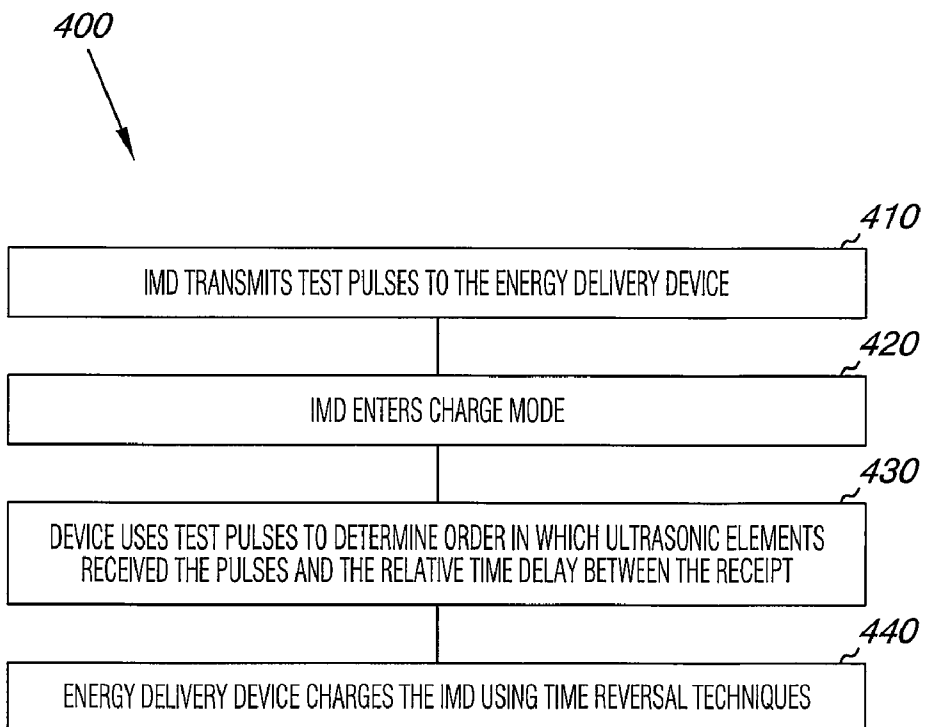 400
410
IMD TRANSMITS TEST PULSES TO THE ENERGY DELIVERY DEVICE
420
IMD ENTERS CHARGE MODE
430
DEVICE USES TEST PULSES TO DETERMINE ORDER IN WHICH ULTRASONIC ELEMENTS
RECEIVED THE PULSES AND THE RELATIVE TIME DELAY BETWEEN THE RECEIPT
440
ENERGY DELIVERY DEVICE CHARGES THE IMD USING TIME REVERSAL TECHNIQUES